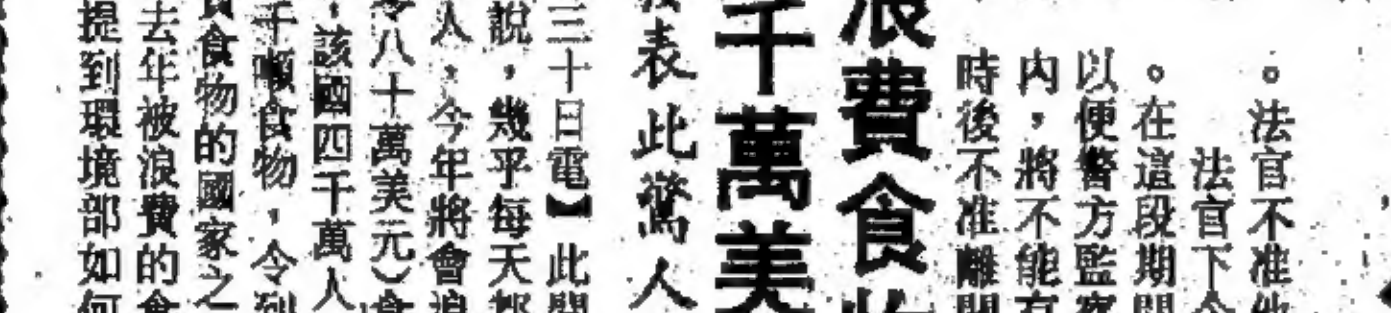 。法官不准他
法官下令
。在這段期間
以便警方監察
內，將不能有
時後不准離開
浪費食物
千萬美
發表此驚人
三十日電】此間
說，幾乎每天都
人，今年將會浪
八十萬美元）食
，該國四千萬人
千噸食物，令到
食物的國家之一
去年被浪費的食
提到環境部如何